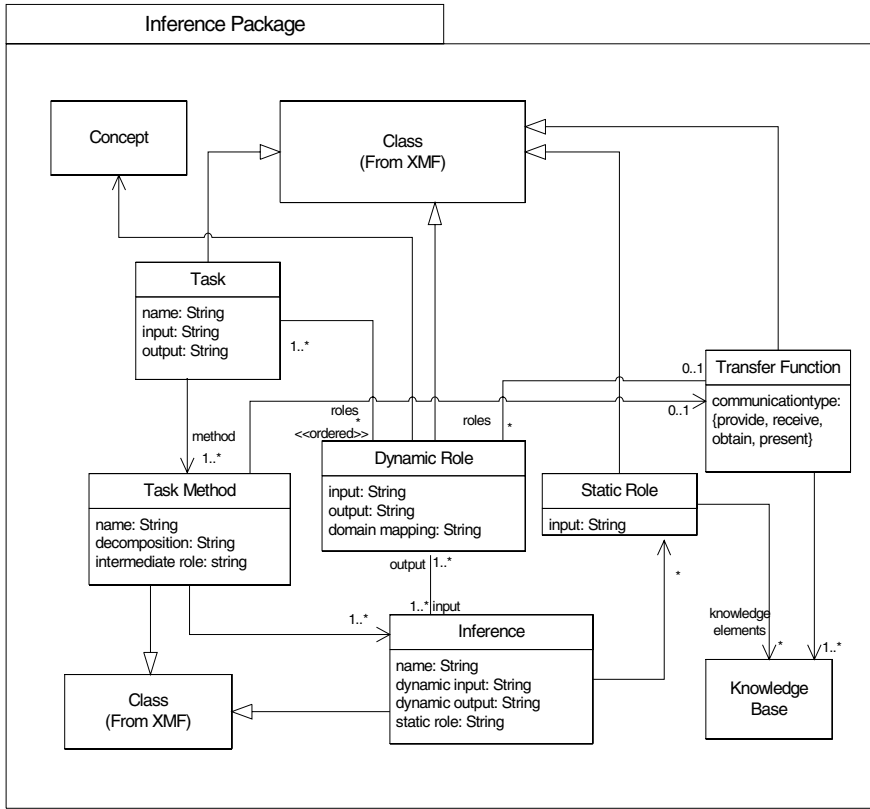 Inference Package
Concept
Class
(From XMF)
Task
name: String
input: String
output: String
1..*
method
1..*
roles
*
<<ordered>>
roles
*
0..1
0..1
Transfer Function
communicationtype:
{provide, receive,
obtain, present}
Task Method
name: String
decomposition: String
intermediate role: string
Dynamic Role
input: String
output: String
domain mapping: String
Static Role
input: String
output
1..*
1..*
input
1..*
*
knowledge
elements
*
1..*
Inference
name: String
dynamic input: String
dynamic output: String
static role: String
Class
(From XMF)
Knowledge
Base